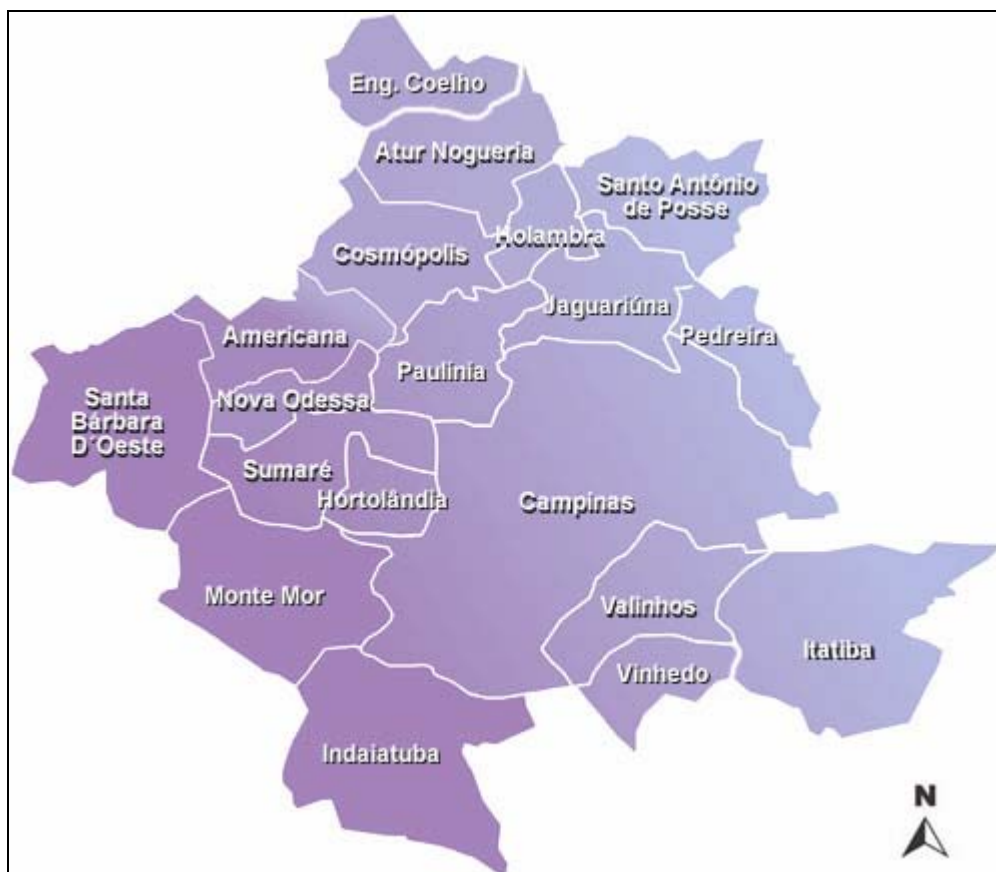 Eng. Coelho
Atur Nogueria
Santo Antônio
de Posse
Holambra
Cosmópolis
Jaguariúna
Americana
Pedreira
Paulinia
Santa
Bárbara
D´Oeste
Nova Odessa
Sumaré
Hortolândia
Campinas
Monte Mor
Valinhos
Itatiba
Vinhedo
Indaiatuba
N